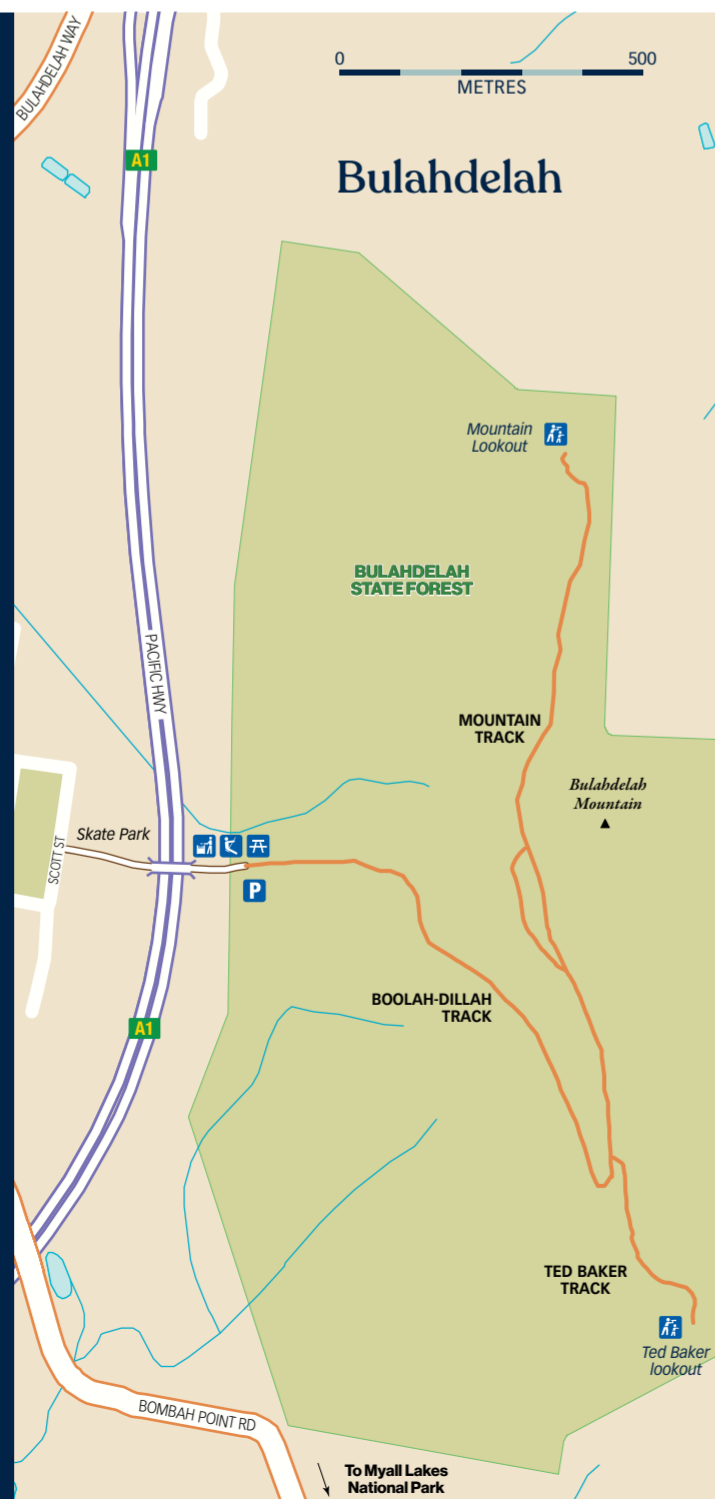 BULAHDELAH WAY
0 500
METRES
A1
Bulahdelah
Mountain
Lookout
BULAHDELAH
STATE FOREST
PACIFIC HWY
MOUNTAIN
TRACK
Bulahdelah
Mountain
Skate Park
SCOTT ST
P
BOOLAH-DILLAH
TRACK
A1
TED BAKER
TRACK
Ted Baker
lookout
BOMBAH POINT RD
To Myall Lakes
National Park